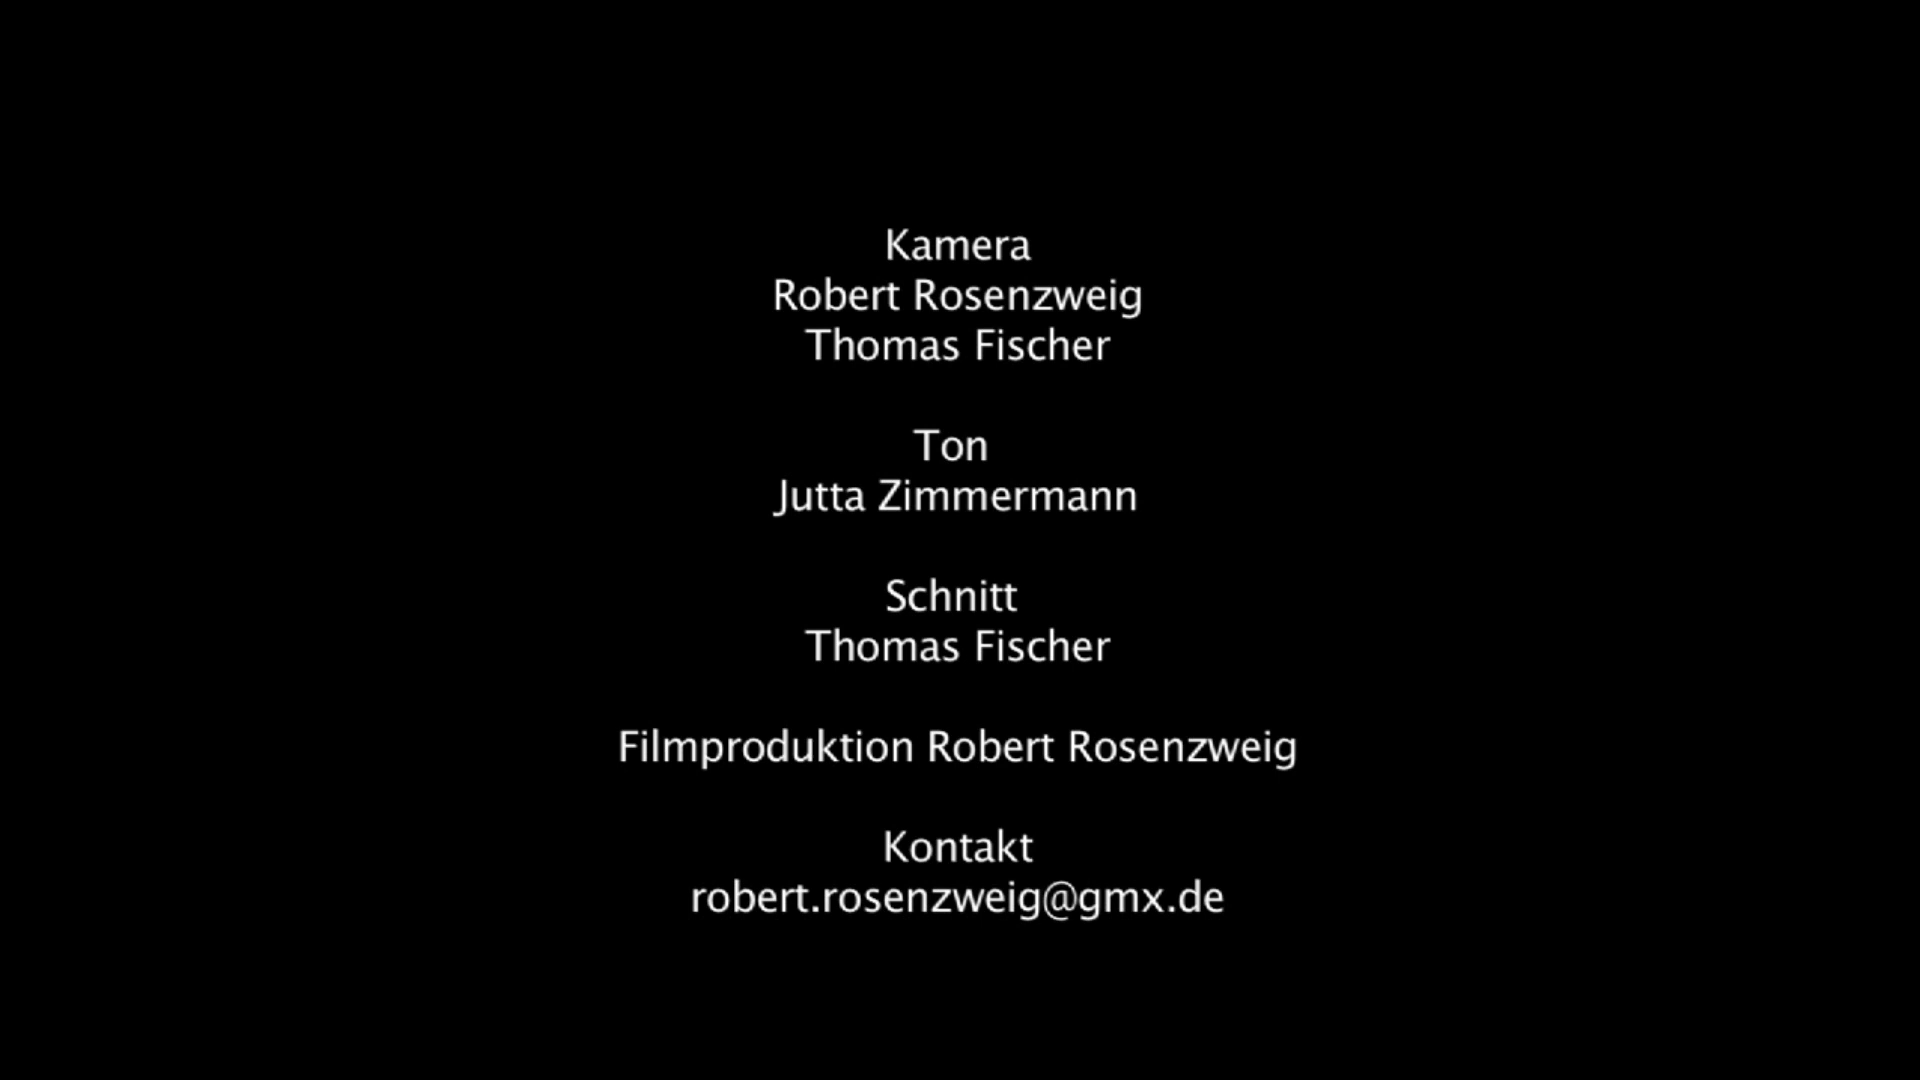 Kamera
Robert Rosenzweig
Thomas Fischer
Ton
Jutta Zimmermann
Schnitt
Thomas Fischer
Filmproduktion Robert Rosenzweig
Kontakt
robert.rosenzweig@gmx.de